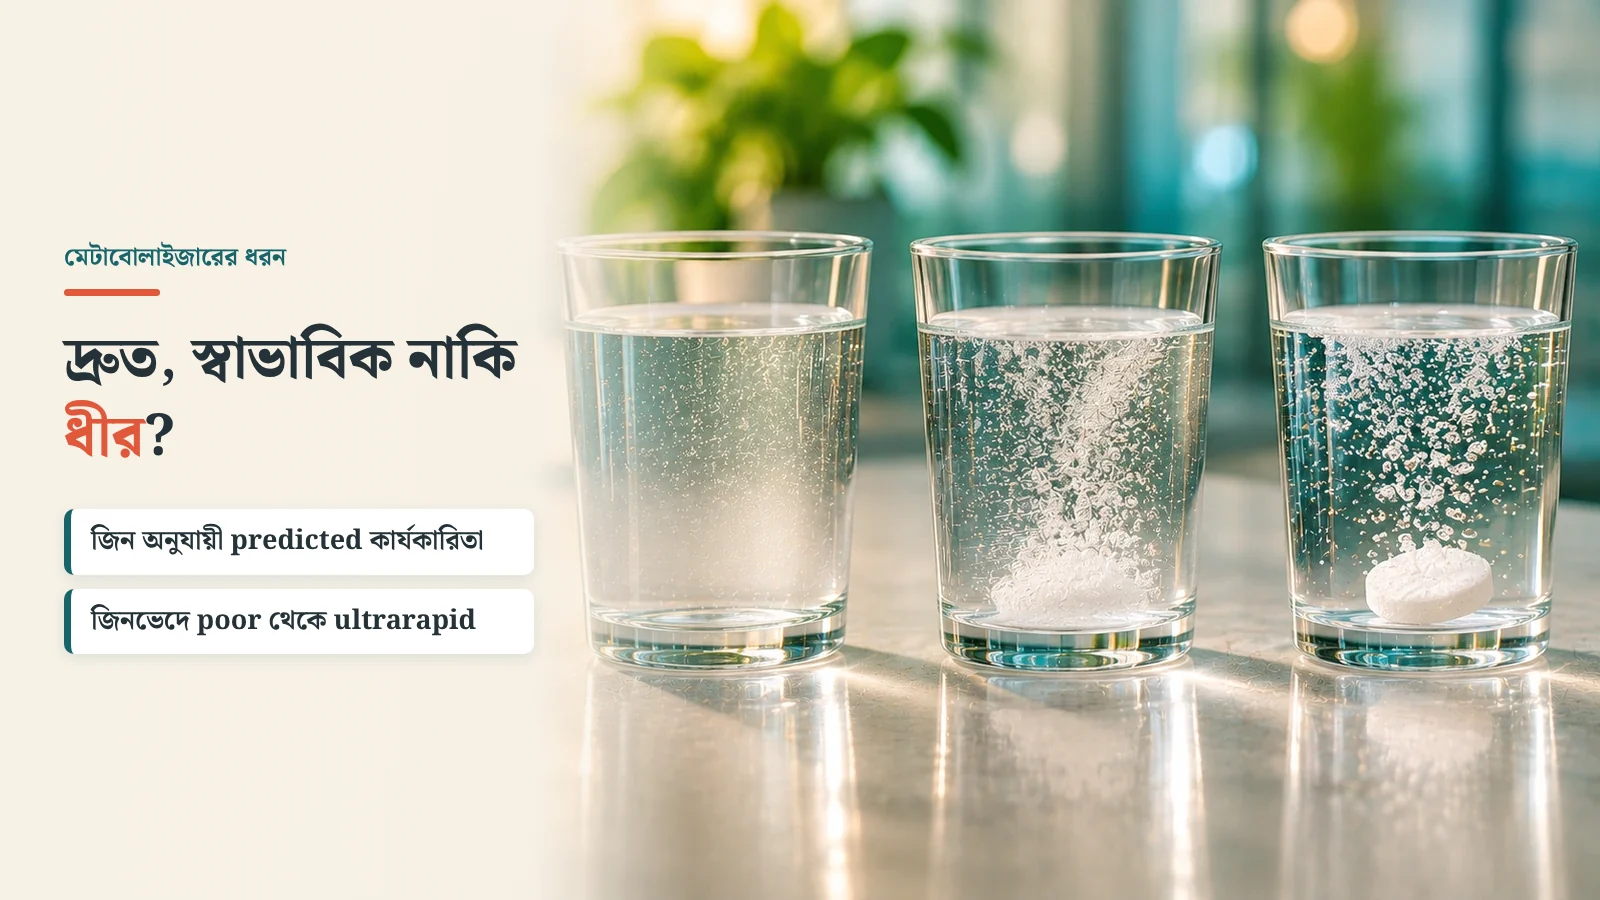 মেটাবোলাইজারের ধরন
দ্রুত, স্বাভাবিক নাকি
ধীর?
জিন অনুযায়ী predicted কার্যকারিতা
জিনভেদে poor থেকে ultrarapid